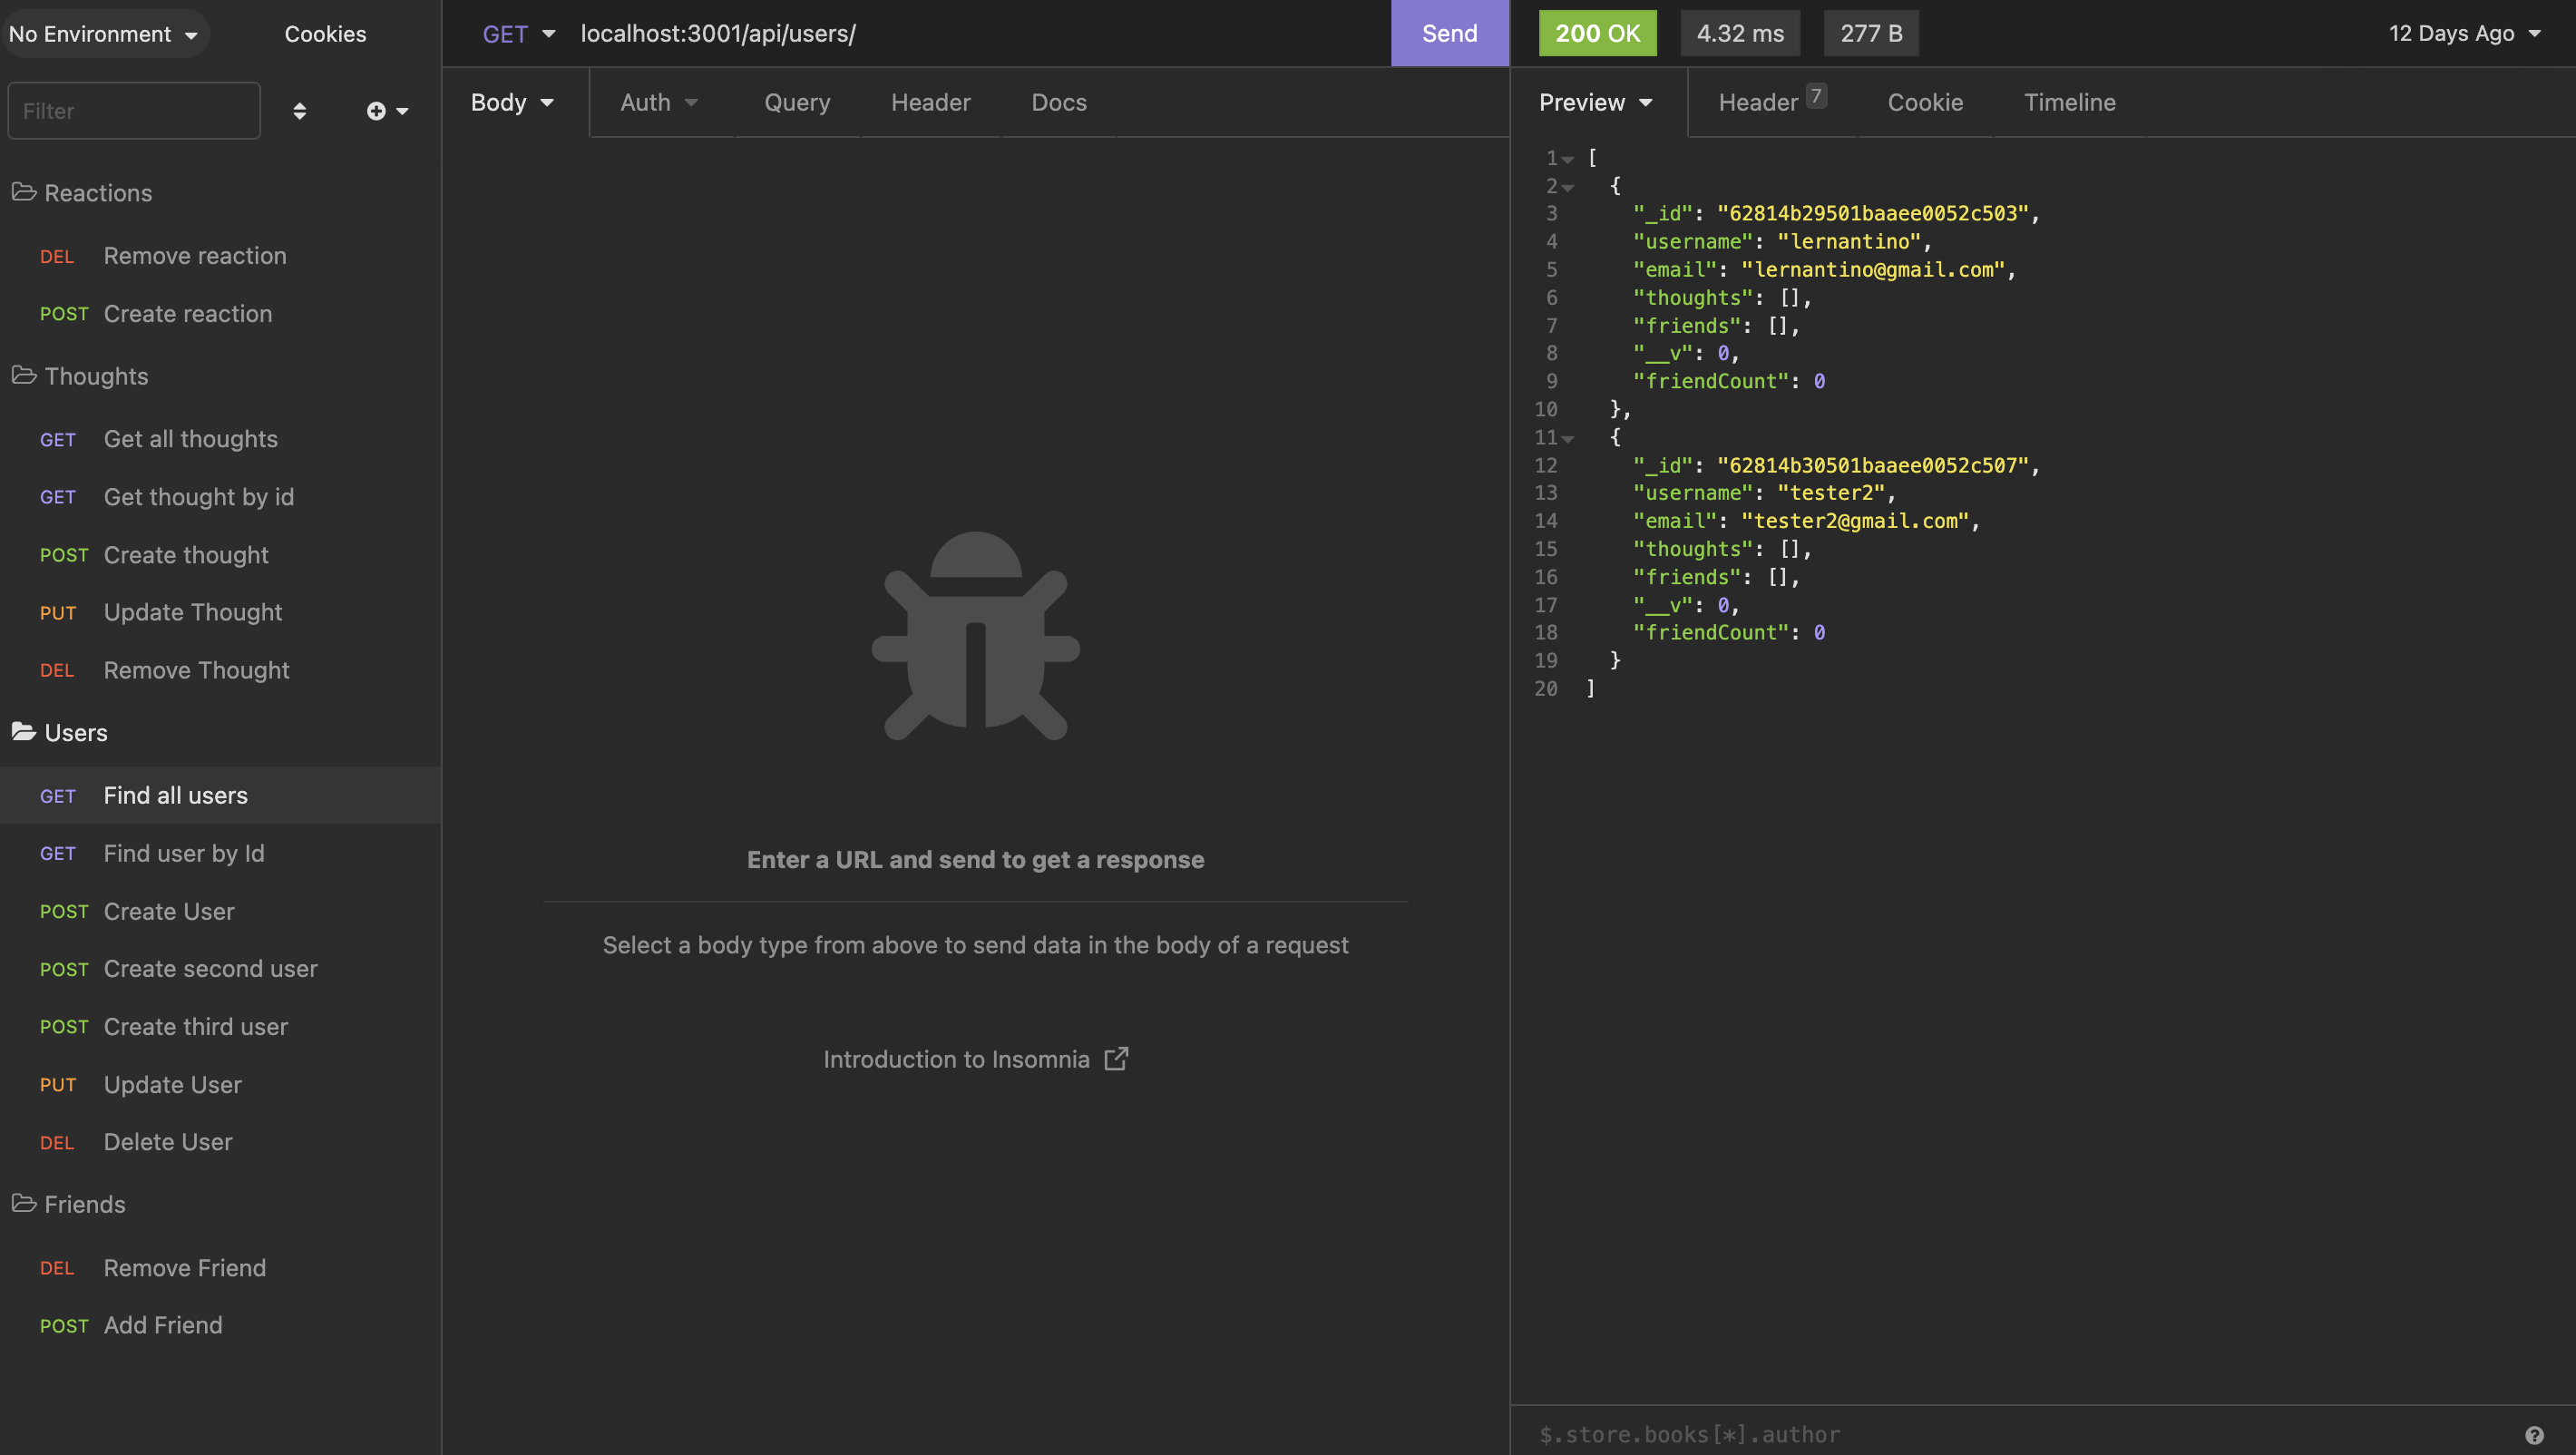 No Environment
Cookies
Filter
Reactions
DEL Remove reaction
POST Create reaction
Thoughts
GET Get all thoughts
GET Get thought by id
POST Create thought
PUT Update Thought
DEL Remove Thought
Users
GET Find all users
GET Find user by Id
POST Create User
POST Create second user
POST Create third user
PUT Update User
DEL Delete User
Friends
DEL Remove Friend
POST Add Friend
GET localhost:3001/api/users/ Send
Body Auth Query Header Docs
Enter a URL and send to get a response
Select a body type from above to send data in the body of a request
Introduction to Insomnia
200 OK 4.32 ms 277 B 12 Days Ago
Preview Header 7 Cookie Timeline
1 [
2 {
3 "_id": "62814b29501baaee0052c503",
4 "username": "lernantino",
5 "email": "lernantino@gmail.com",
6 "thoughts": [],
7 "friends": [],
8 "__v": 0,
9 "friendCount": 0
10 },
11 {
12 "_id": "62814b30501baaee0052c507",
13 "username": "tester2",
14 "email": "tester2@gmail.com",
15 "thoughts": [],
16 "friends": [],
17 "__v": 0,
18 "friendCount": 0
19 }
20 ]
$.store.books[*].author
?